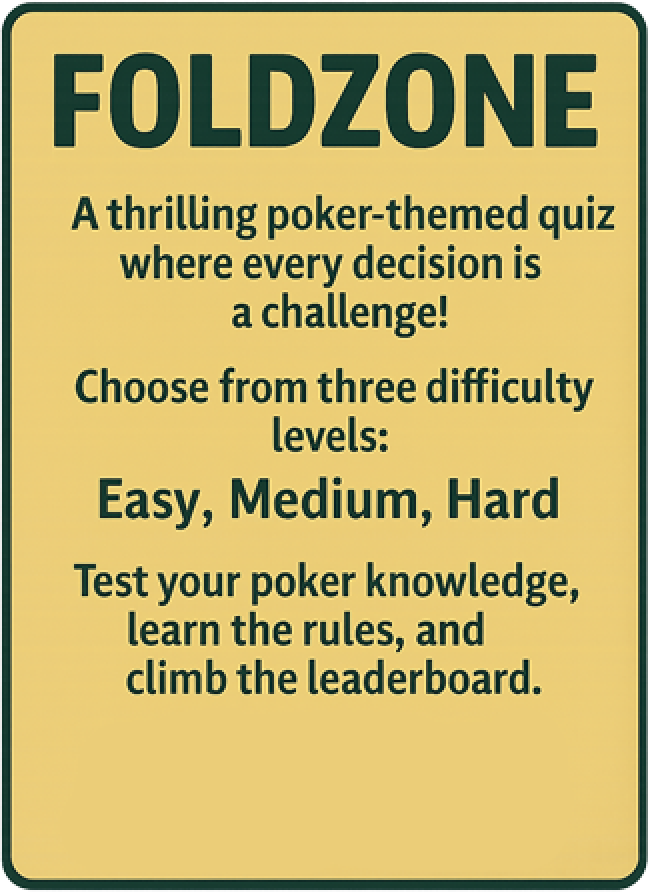 FOLDZONE
A thrilling poker-themed quiz
where every decision is
a challenge!
Choose from three difficulty
levels:
Easy, Medium, Hard
Test your poker knowledge,
learn the rules, and
climb the leaderboard.